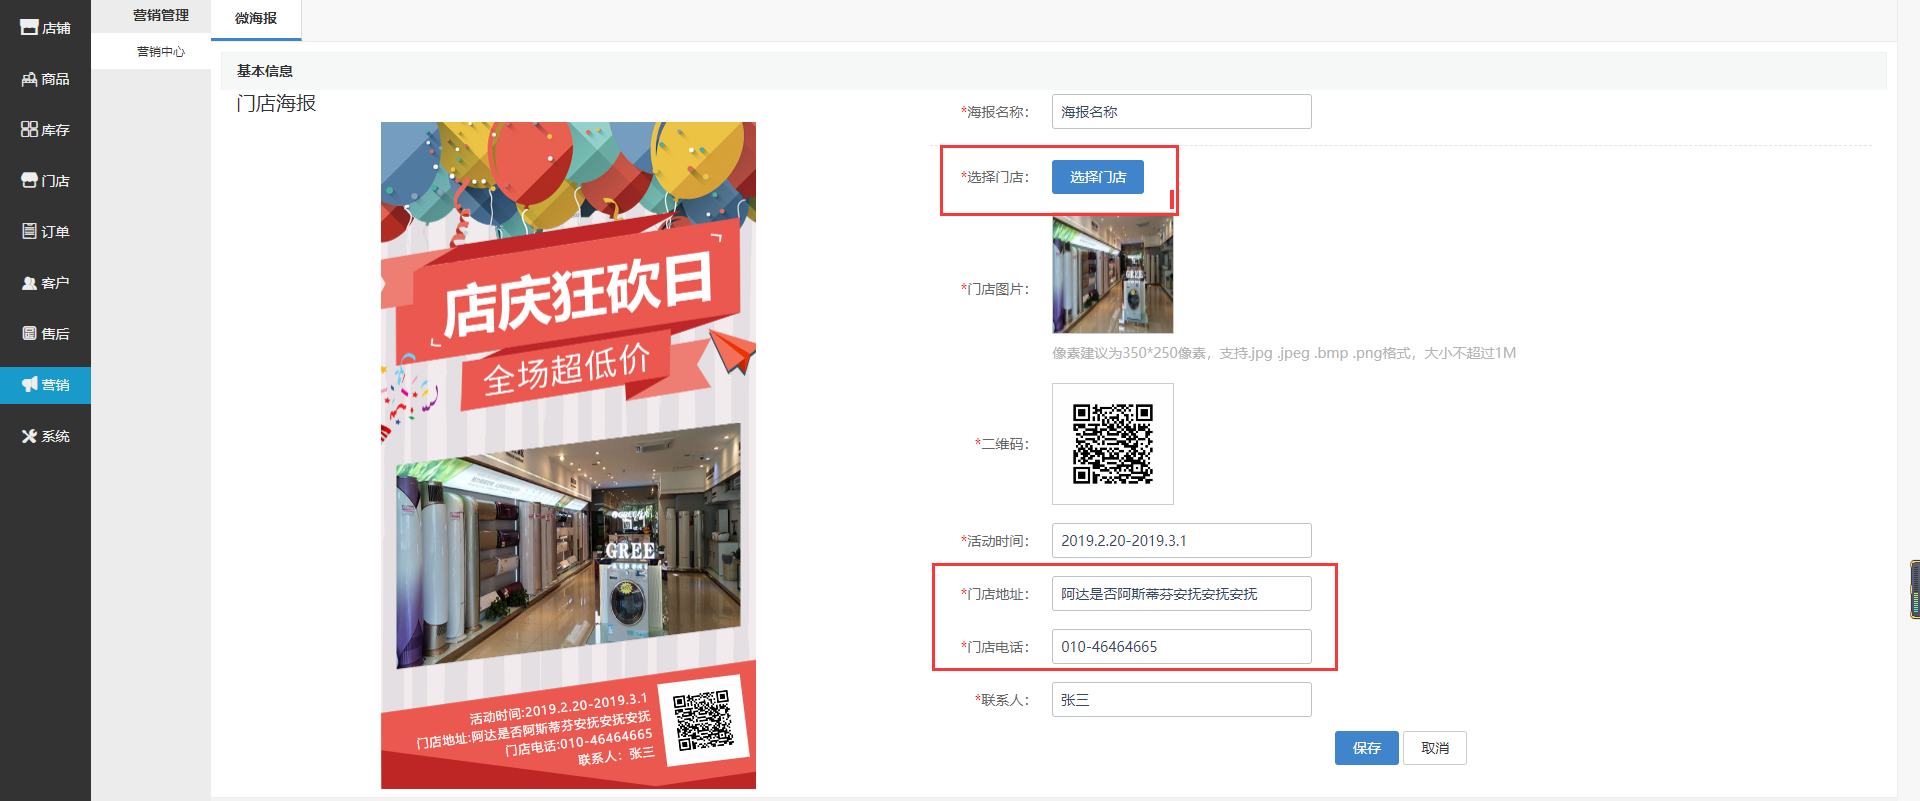 店铺
商品
库存
门店
订单
客户
售后
营销
系统
营销管理
营销中心
微海报
基本信息
门店海报
店庆狂砍日
全场超低价
GREE
活动时间:2019.2.20-2019.3.1
门店地址:阿达是否阿斯蒂芬安抚安抚安抚
门店电话:010-46464665
联系人：张三
*海报名称： 海报名称
*选择门店： 选择门店
*门店图片：
GREE
像素建议为350*250像素，支持.jpg .jpeg .bmp .png格式，大小不超过1M
*二维码：
*活动时间： 2019.2.20-2019.3.1
*门店地址： 阿达是否阿斯蒂芬安抚安抚安抚
*门店电话： 010-46464665
*联系人： 张三
保存 取消